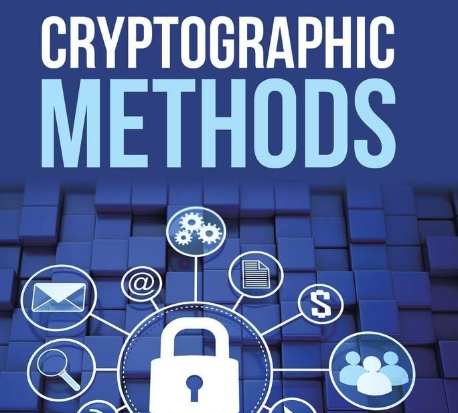 CRYPTOGRAPHIC
METHODS
@
$